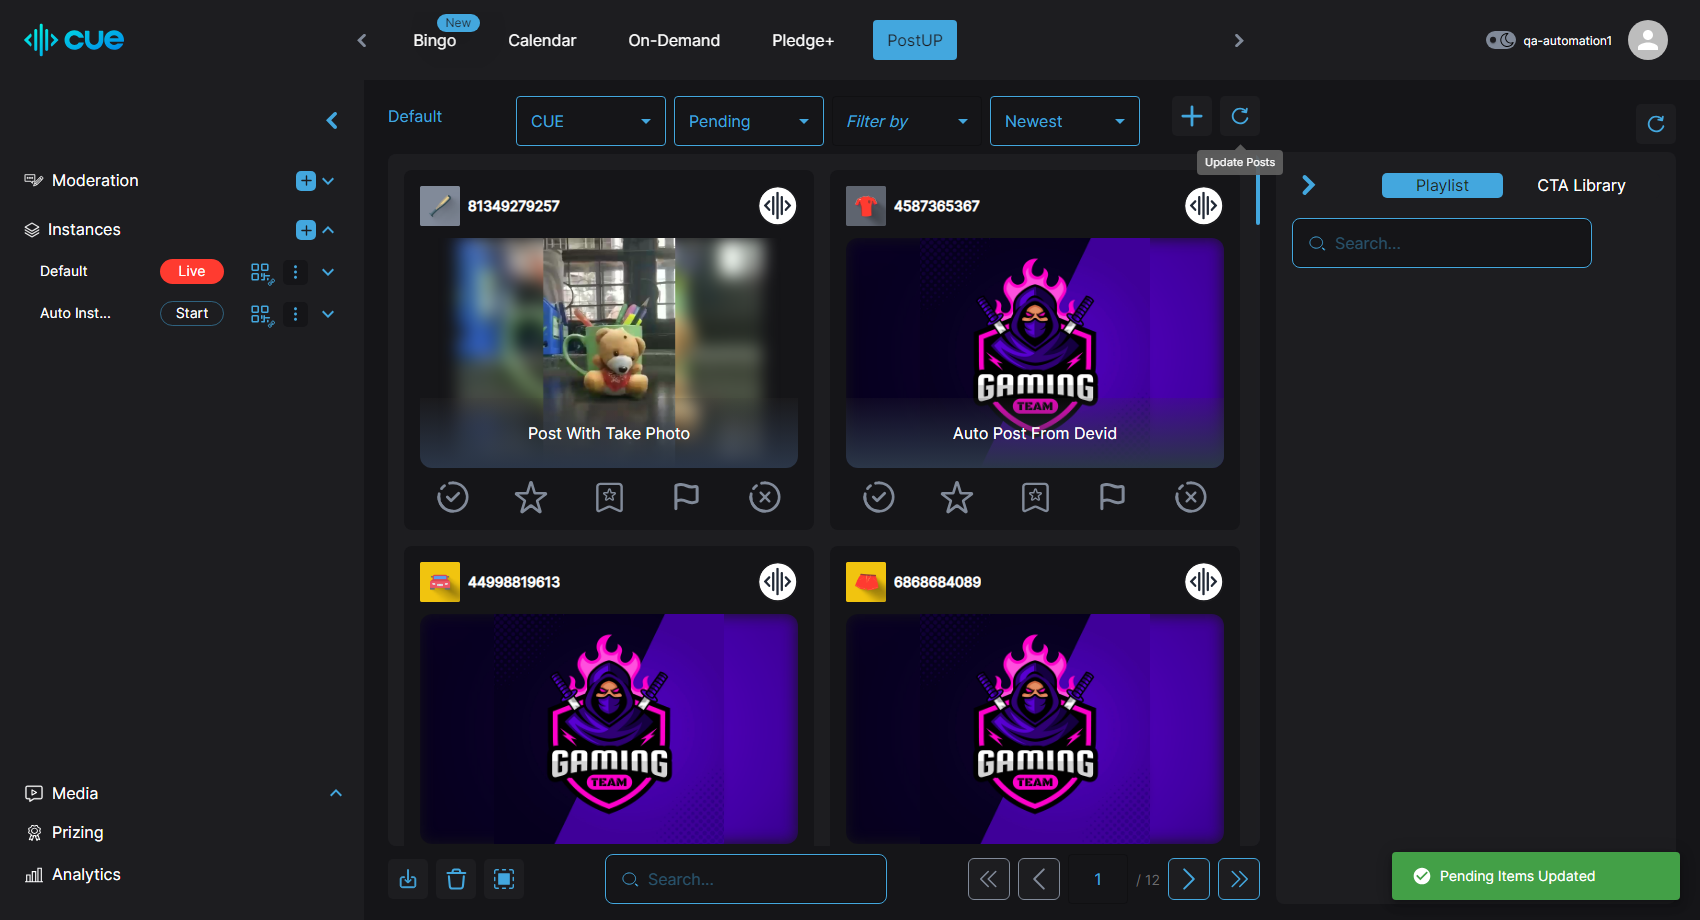 cue
New
Bingo
Calendar
On-Demand
Pledge+
PostUP
qa-automation1
Default
CUE
Pending
Filter by
Newest
Update Posts
Moderation
Instances
Default
Live
Auto Inst...
Start
Media
Prizing
Analytics
81349279257
Post With Take Photo
4587365367
GAMING
TEAM
Auto Post From Devid
44998819613
GAMING
TEAM
6868684089
GAMING
TEAM
Search...
1
/ 12
Playlist
CTA Library
Search...
Pending Items Updated